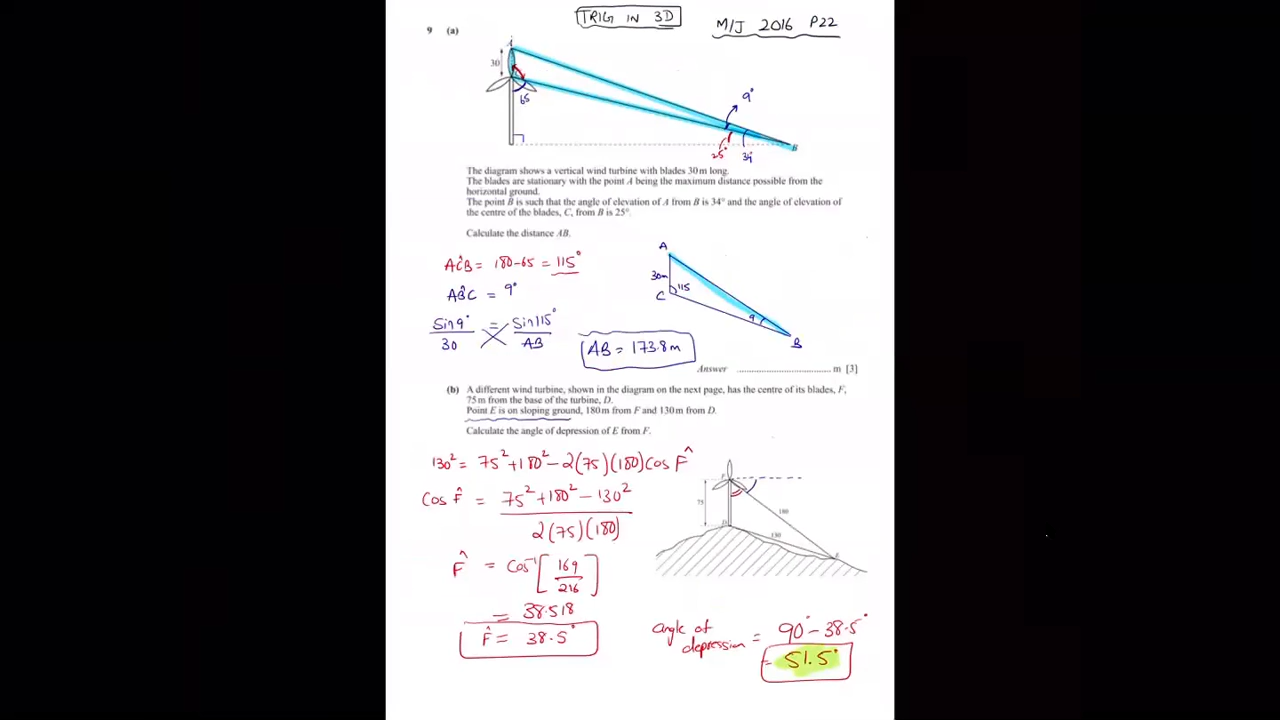 TRIG IN 3D
M/J 2016 P22
9 (a)
A
30
65
9°
25°
34
B
The diagram shows a vertical wind turbine with blades 30 m long.
The blades are stationary with the point A being the maximum distance possible from the
horizontal ground.
The point B is such that the angle of elevation of A from B is 34° and the angle of elevation of
the centre of the blades, C, from B is 25°.
Calculate the distance AB.
AĈB = 180-65 = 115°
AB̂C = 9°
Sin9° = Sin115°
30 AB
AB = 173.8m
A
30m
C
115
9
B
Answer .................................... m [3]
(b) A different wind turbine, shown in the diagram on the next page, has the centre of its blades, F,
75 m from the base of the turbine, D.
Point E is on sloping ground, 180 m from F and 130 m from D.
Calculate the angle of depression of E from F.
130² = 75² + 180² - 2(75)(180) cos F̂
Cos F̂ = 75² + 180² - 130²
2(75)(180)
F̂ = Cos⁻¹ [169
216]
= 38.518
F̂ = 38.5°
F
75
180
D
130
E
angle of
depression = 90° - 38.5°
= 51.5°